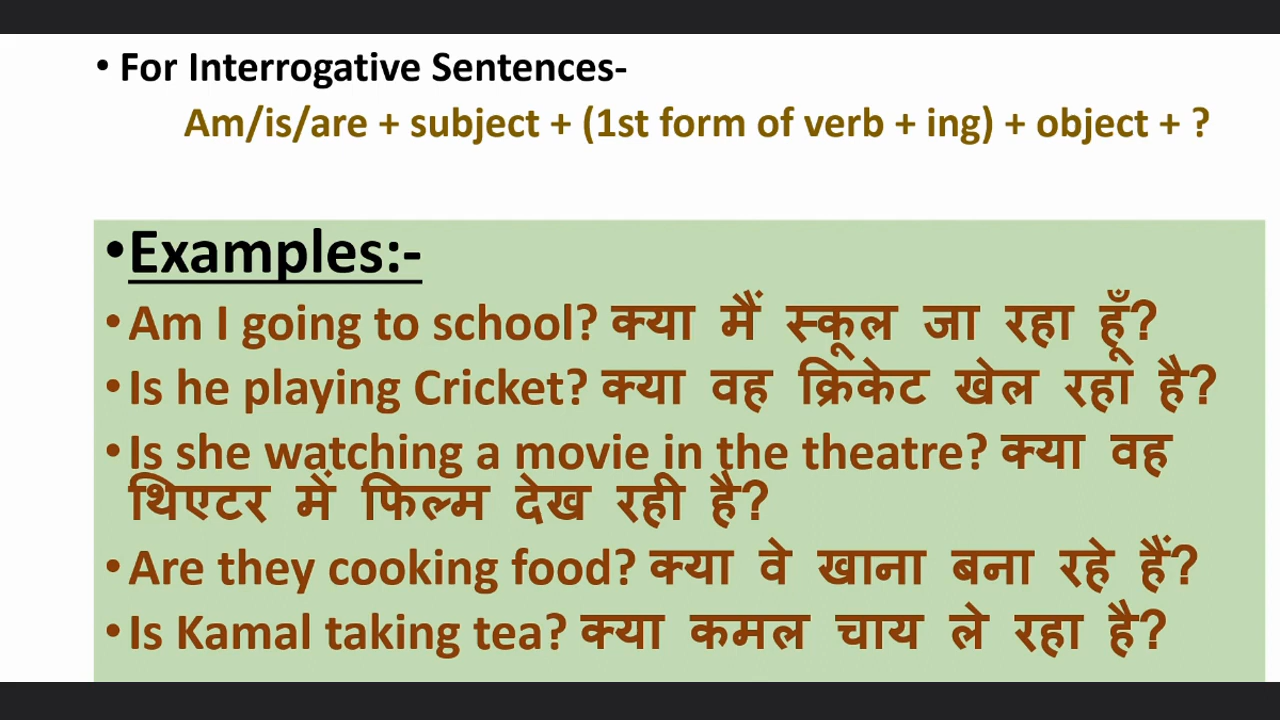 • For Interrogative Sentences-
Am/is/are + subject + (1st form of verb + ing) + object + ?
•Examples:-
•Am I going to school? क्या मैं स्कूल जा रहा हूँ?
•Is he playing Cricket? क्या वह क्रिकेट खेल रहा है?
•Is she watching a movie in the theatre? क्या वह
थिएटर में फिल्म देख रही है?
•Are they cooking food? क्या वे खाना बना रहे हैं?
•Is Kamal taking tea? क्या कमल चाय ले रहा है?